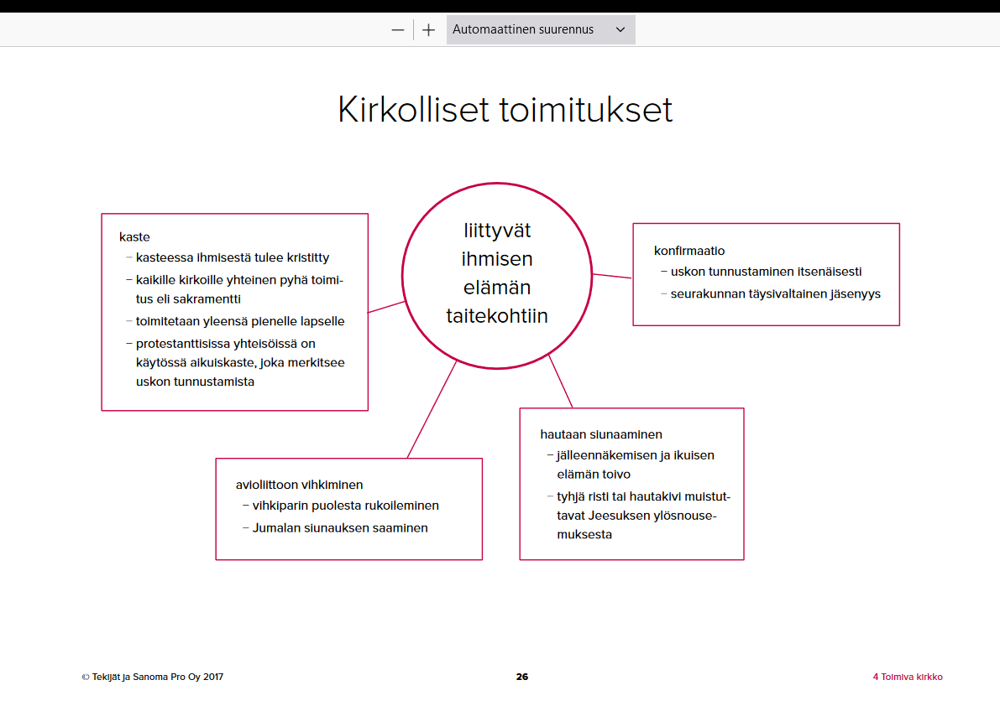 Automaattinen suurennus
Kirkolliset toimitukset
liittyvät
ihmisen
elämän
taitekohtiin
kaste
– kasteessa ihmisestä tulee kristitty
– kaikille kirkoille yhteinen pyhä toimi-
tus eli sakramentti
– toimitetaan yleensä pienelle lapselle
– protestanttisissa yhteisöissä on
käytössä aikuiskaste, joka merkitsee
uskon tunnustamista
konfirmaatio
– uskon tunnustaminen itsenäisesti
– seurakunnan täysivaltainen jäsenyys
avioliittoon vihkiminen
– vihkiparin puolesta rukoileminen
– Jumalan siunauksen saaminen
hautaan siunaaminen
– jälleennäkemisen ja ikuisen
elämän toivo
– tyhjä risti tai hautakivi muistut-
tavat Jeesuksen ylösnouse-
muksesta
© Tekijät ja Sanoma Pro Oy 2017
26
4 Toimiva kirkko